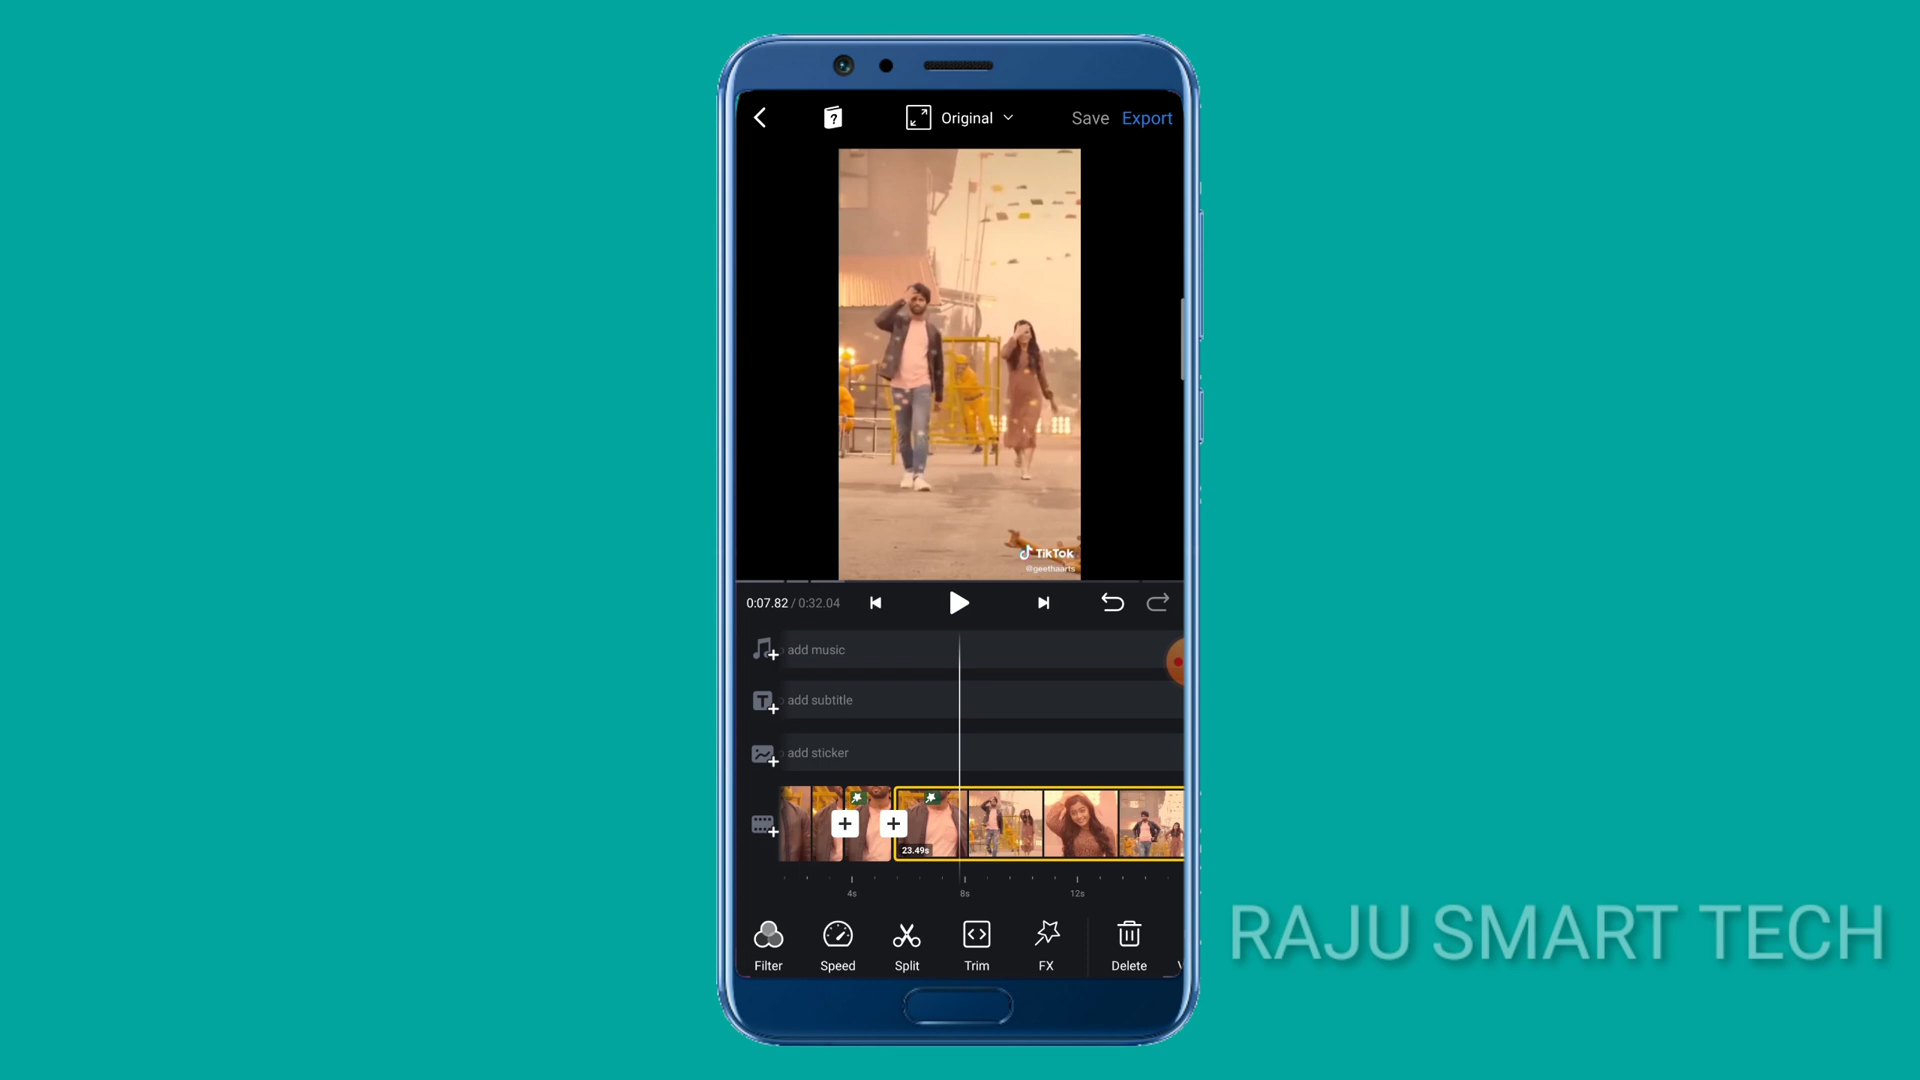 Original
Save Export
TikTok
@geethaarts
0:07.82 / 0:32.04
add music
add subtitle
add sticker
23.49s
4s 8s 12s
Filter Speed Split Trim FX Delete
RAJU SMART TECH